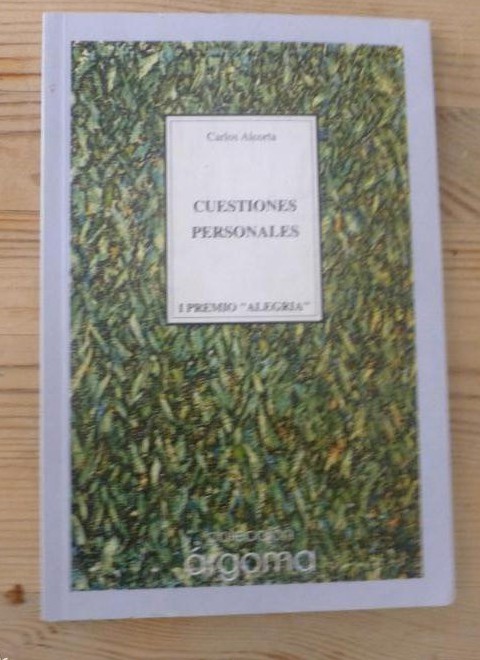 Carlos Alcorta
CUESTIONES
PERSONALES
I PREMIO "ALEGRIA"
colección
árgoma